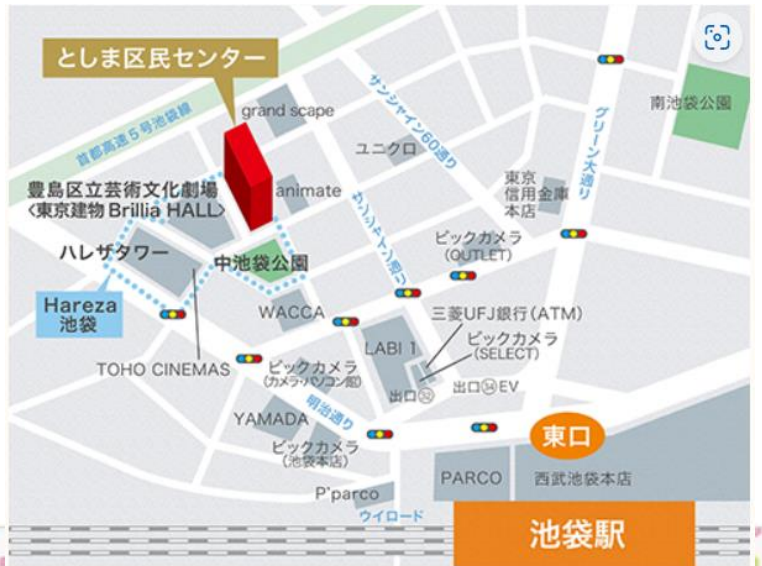 としま区民センター
首都高速5号池袋線
grand scape
サンシャイン60通り
グリーン大通り
南池袋公園
ユニクロ
豊島区立芸術文化劇場
〈東京建物 Brillia HALL〉
animate
サンシャイン通り
東京
信用金庫
本店
ハレザタワー
中池袋公園
ビックカメラ
(OUTLET)
Hareza
池袋
WACCA
三菱UFJ銀行(ATM)
LABI 1
ビックカメラ
(SELECT)
TOHO CINEMAS
ビックカメラ
(カメラ・パソコン館)
出口㉜
出口㉞EV
明治通り
YAMADA
ビックカメラ
(池袋本店)
東口
PARCO
西武池袋本店
P'parco
ウイロード
池袋駅